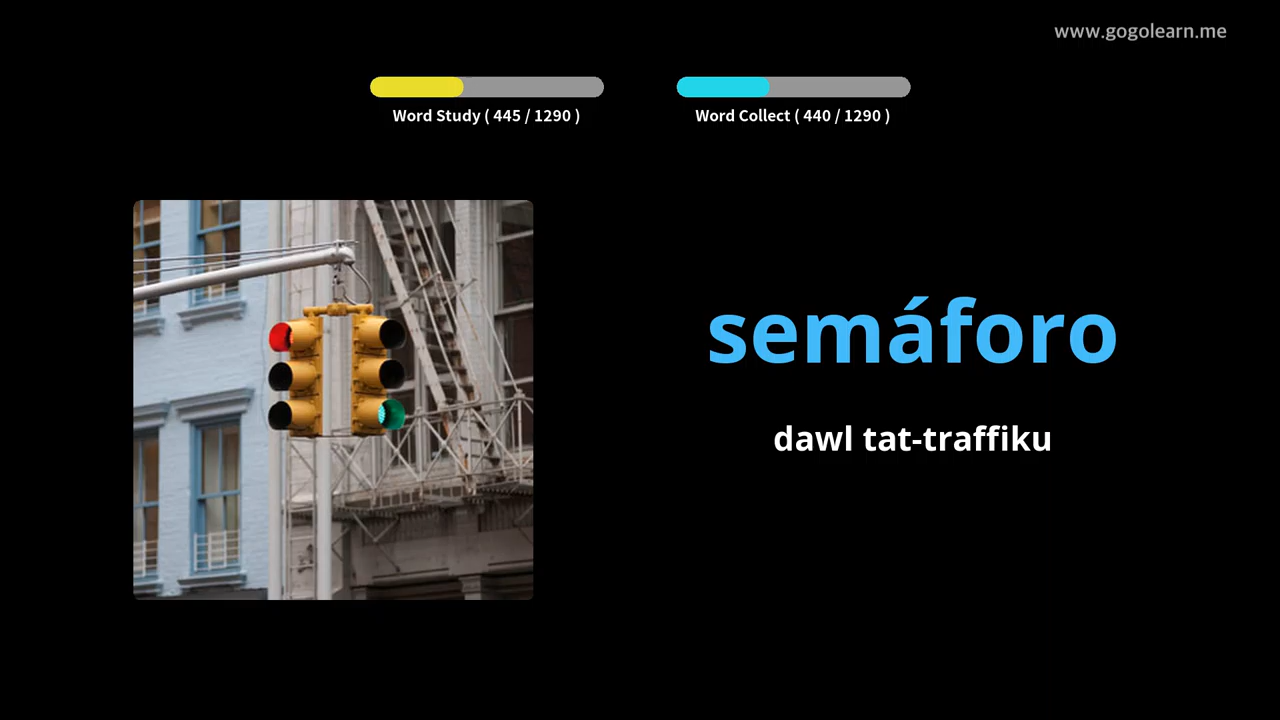 www.gogolearn.me
Word Study ( 445 / 1290 )
Word Collect ( 440 / 1290 )
semáforo
dawl tat-traffiku